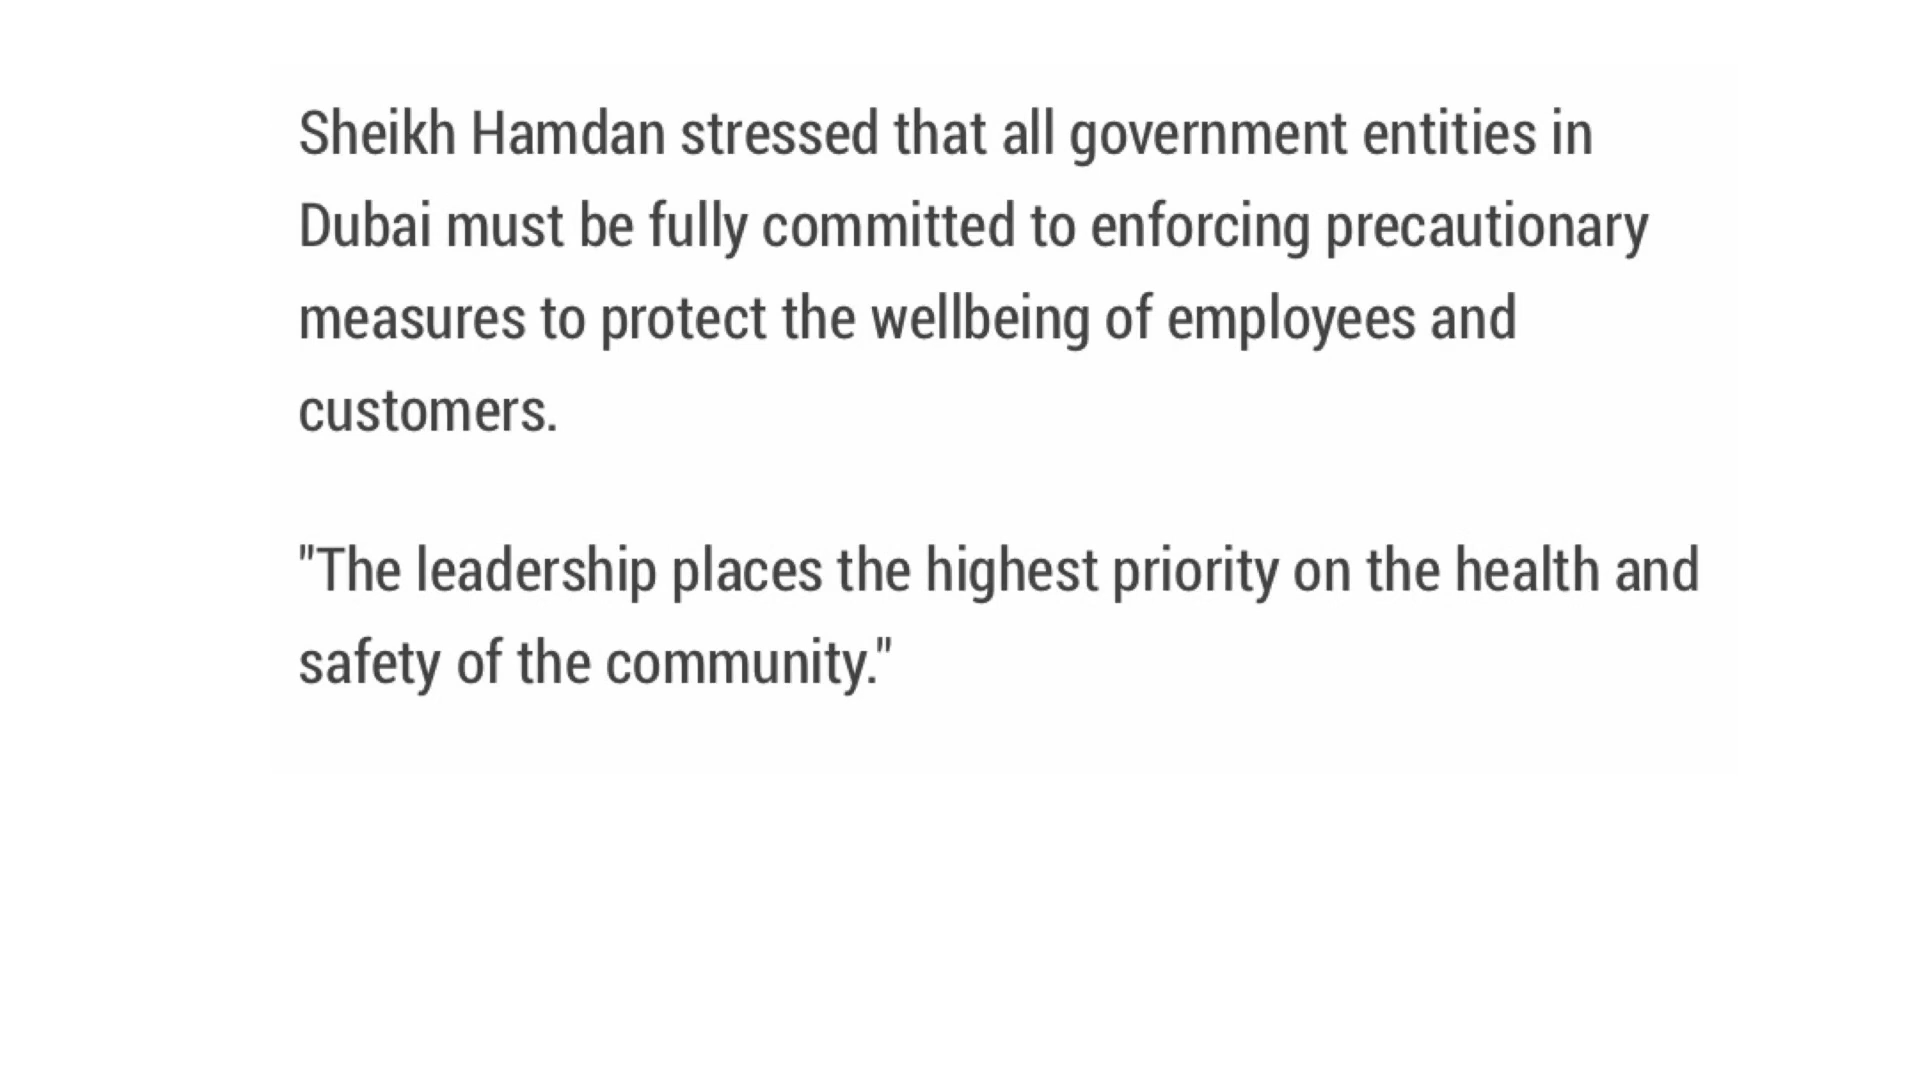 Sheikh Hamdan stressed that all government entities in
Dubai must be fully committed to enforcing precautionary
measures to protect the wellbeing of employees and
customers.
"The leadership places the highest priority on the health and
safety of the community."